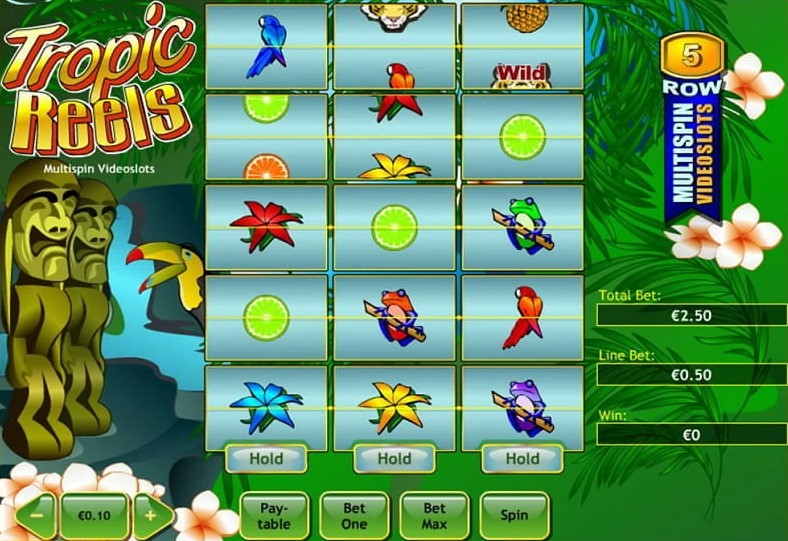 Tropic
Reels
Multispin Videoslots
Wild
5
ROW
MULTISPIN
VIDEOSLOTS
Total Bet:
€2.50
Line Bet:
€0.50
Win:
€0
Hold
Hold
Hold
−
€0.10
+
Pay-
table
Bet
One
Bet
Max
Spin